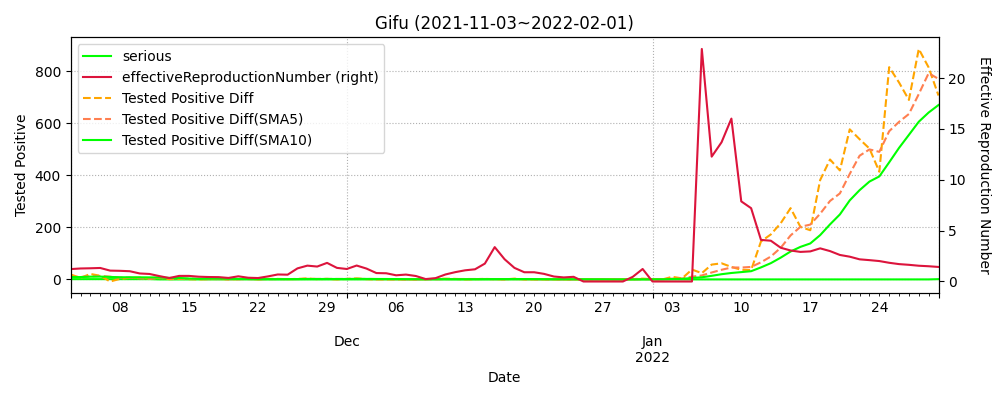 Gifu (2021-11-03~2022-02-01)
serious
effectiveReproductionNumber (right)
Tested Positive Diff
Tested Positive Diff(SMA5)
Tested Positive Diff(SMA10)
Tested Positive
800
600
400
200
0
Effective Reproduction Number
20
15
10
5
0
08 15 22 29 06 13 20 27 03 10 17 24
Dec Jan
2022
Date